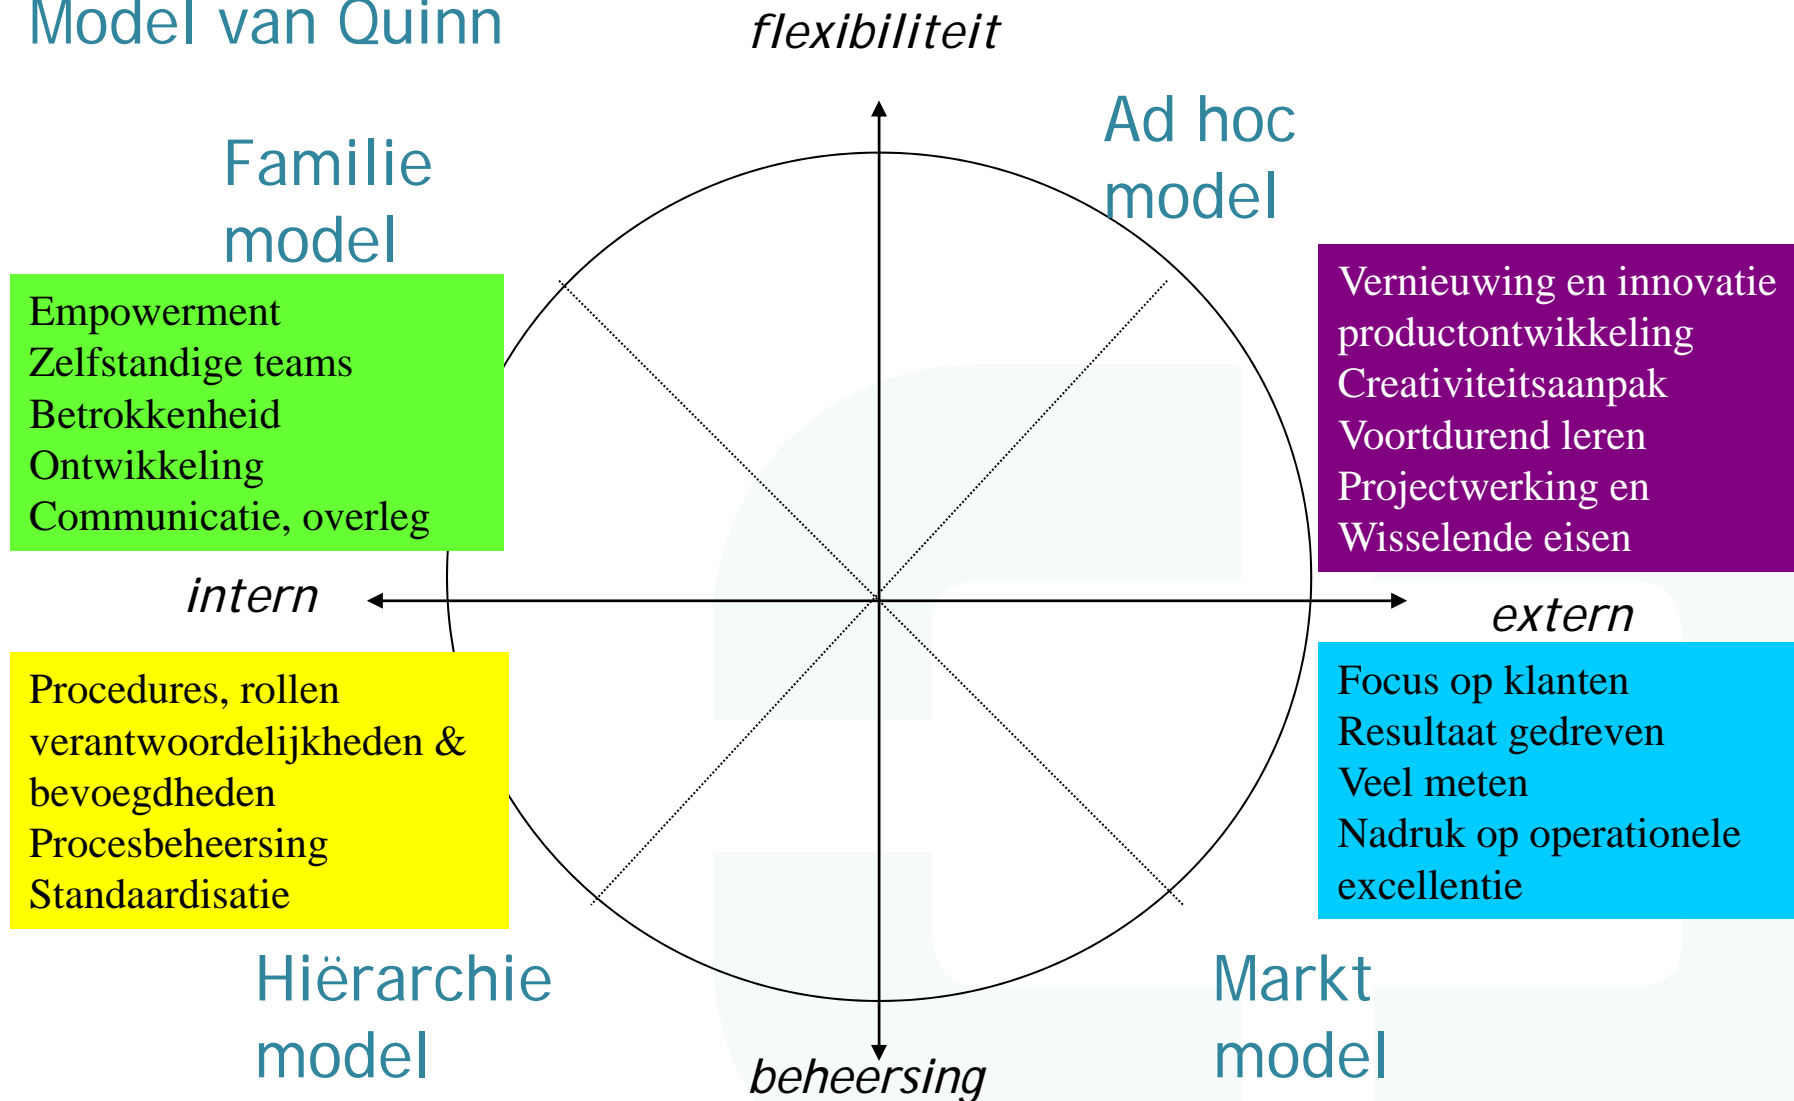 Model van Quinn
flexibiliteit
Ad hoc
model
Familie
model
Empowerment
Zelfstandige teams
Betrokkenheid
Ontwikkeling
Communicatie, overleg
Vernieuwing en innovatie
productontwikkeling
Creativiteitsaanpak
Voortdurend leren
Projectwerking en
Wisselende eisen
intern
extern
Procedures, rollen
verantwoordelijkheden &
bevoegdheden
Procesbeheersing
Standaardisatie
Focus op klanten
Resultaat gedreven
Veel meten
Nadruk op operationele
excellentie
Hiërarchie
model
Markt
model
beheersing